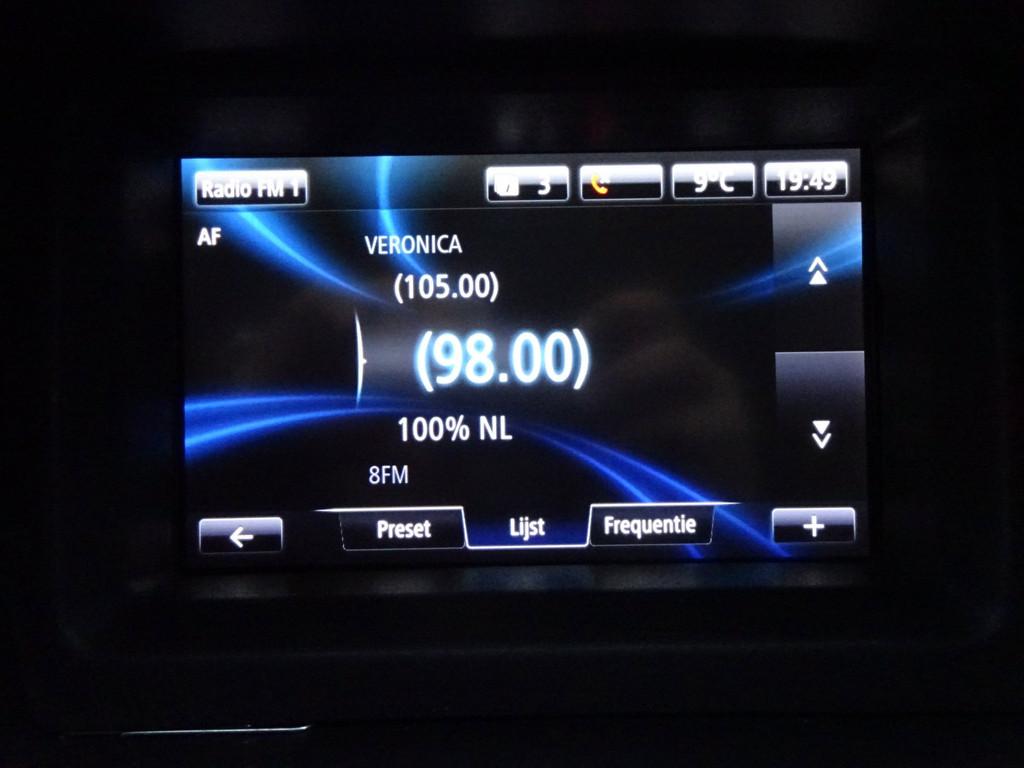 Radio FM 1
3
9°C
19:49
AF
VERONICA
(105.00)
(98.00)
100% NL
8FM
Preset
Lijst
Frequentie
+